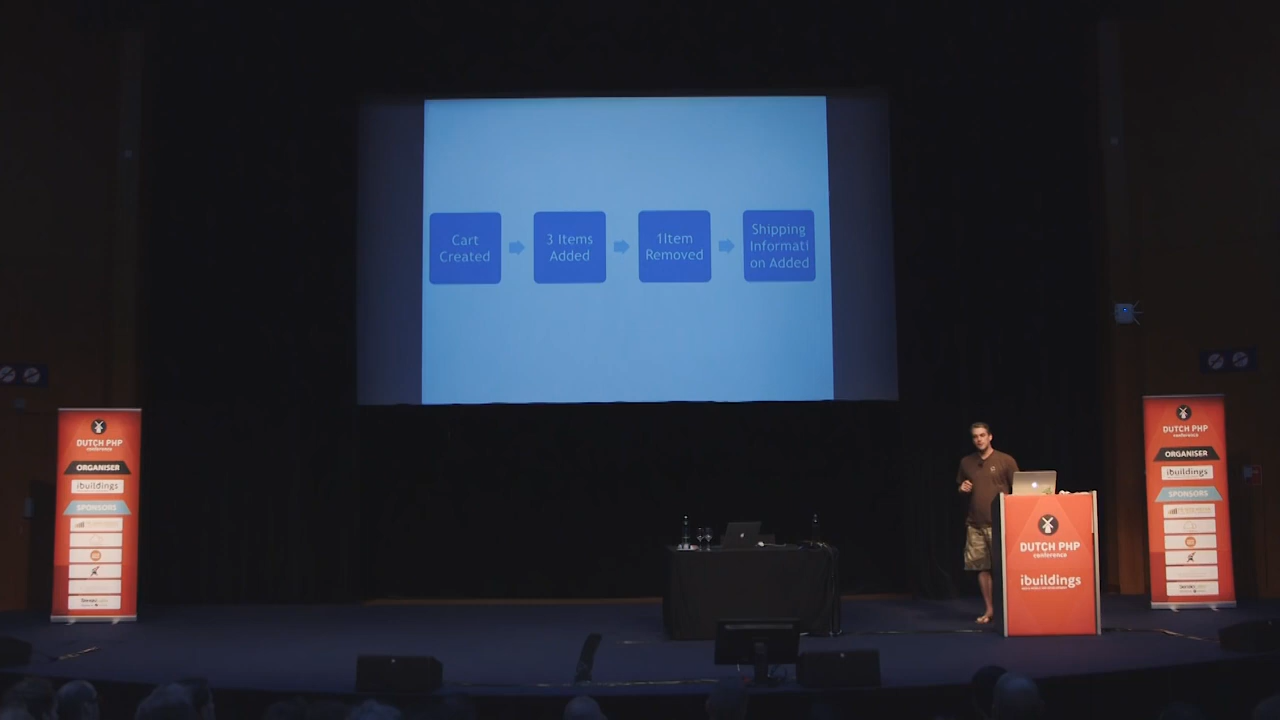 Cart
Created
3 Items
Added
1Item
Removed
Shipping
Informati
on Added
DUTCH PHP
conference
ORGANISER
ibuildings
SPONSORS
DUTCH PHP
conference
ibuildings
DUTCH PHP
conference
ORGANISER
ibuildings
SPONSORS